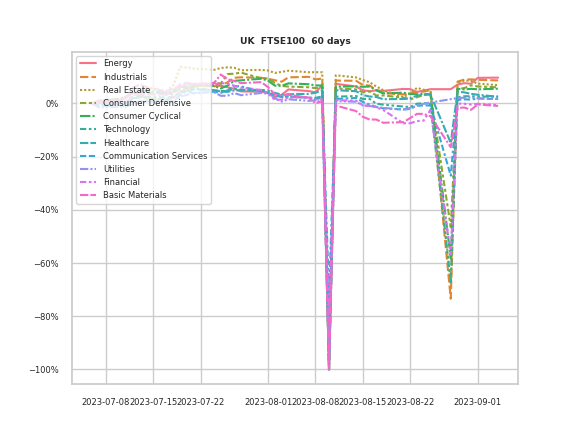 UK FTSE100 60 days
Energy
Industrials
Real Estate
Consumer Defensive
Consumer Cyclical
Technology
Healthcare
Communication Services
Utilities
Financial
Basic Materials
0%
−20%
−40%
−60%
−80%
−100%
2023-07-08 2023-07-15 2023-07-22 2023-08-01 2023-08-08 2023-08-15 2023-08-22 2023-09-01